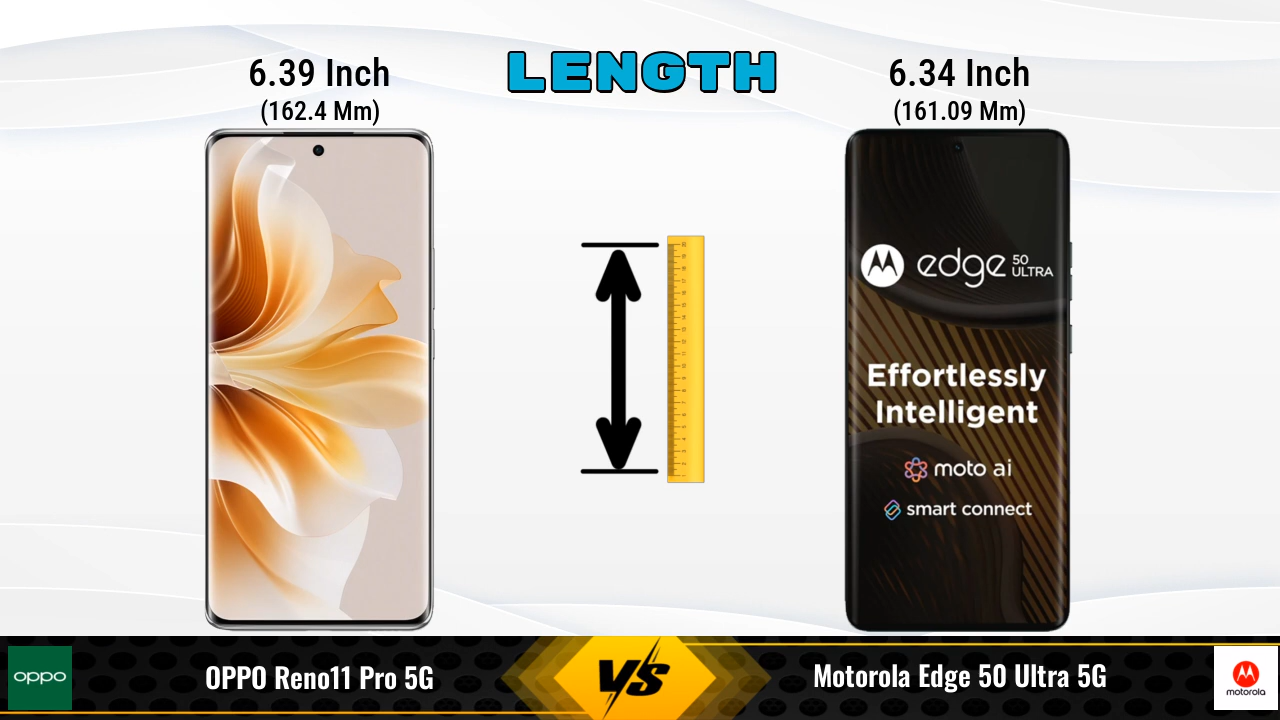 LENGTH
6.39 Inch
(162.4 Mm)
6.34 Inch
(161.09 Mm)
edge 50 ULTRA
Effortlessly
Intelligent
moto ai
smart connect
oppo
OPPO Reno11 Pro 5G
VS
Motorola Edge 50 Ultra 5G
motorola